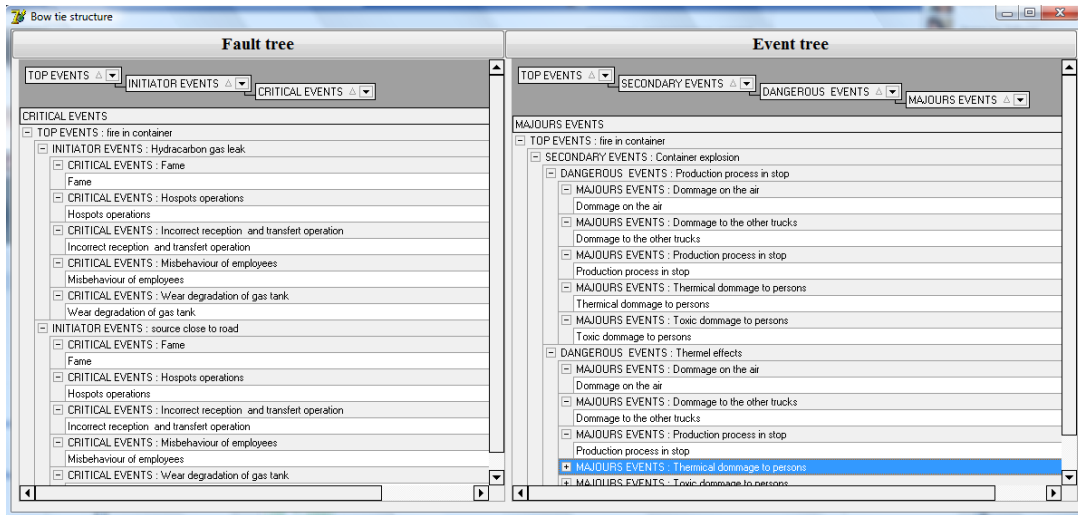 Bow tie structure
Fault tree
TOP EVENTS
INITIATOR EVENTS
CRITICAL EVENTS
CRITICAL EVENTS
TOP EVENTS : fire in container
INITIATOR EVENTS : Hydracarbon gas leak
CRITICAL EVENTS : Fame
Fame
CRITICAL EVENTS : Hospots operations
Hospots operations
CRITICAL EVENTS : Incorrect reception and transfert operation
Incorrect reception and transfert operation
CRITICAL EVENTS : Misbehaviour of employees
Misbehaviour of employees
CRITICAL EVENTS : Wear degradation of gas tank
Wear degradation of gas tank
INITIATOR EVENTS : source close to road
CRITICAL EVENTS : Fame
Fame
CRITICAL EVENTS : Hospots operations
Hospots operations
CRITICAL EVENTS : Incorrect reception and transfert operation
Incorrect reception and transfert operation
CRITICAL EVENTS : Misbehaviour of employees
Misbehaviour of employees
CRITICAL EVENTS : Wear degradation of gas tank
Event tree
TOP EVENTS
SECONDARY EVENTS
DANGEROUS EVENTS
MAJOURS EVENTS
MAJOURS EVENTS
TOP EVENTS : fire in container
SECONDARY EVENTS : Container explosion
DANGEROUS EVENTS : Production process in stop
MAJOURS EVENTS : Dommage on the air
Dommage on the air
MAJOURS EVENTS : Dommage to the other trucks
Dommage to the other trucks
MAJOURS EVENTS : Production process in stop
Production process in stop
MAJOURS EVENTS : Thermical dommage to persons
Thermical dommage to persons
MAJOURS EVENTS : Toxic dommage to persons
Toxic dommage to persons
DANGEROUS EVENTS : Thermel effects
MAJOURS EVENTS : Dommage on the air
Dommage on the air
MAJOURS EVENTS : Dommage to the other trucks
Dommage to the other trucks
MAJOURS EVENTS : Production process in stop
Production process in stop
MAJOURS EVENTS : Thermical dommage to persons
MAJOURS EVENTS : Toxic dommage to persons